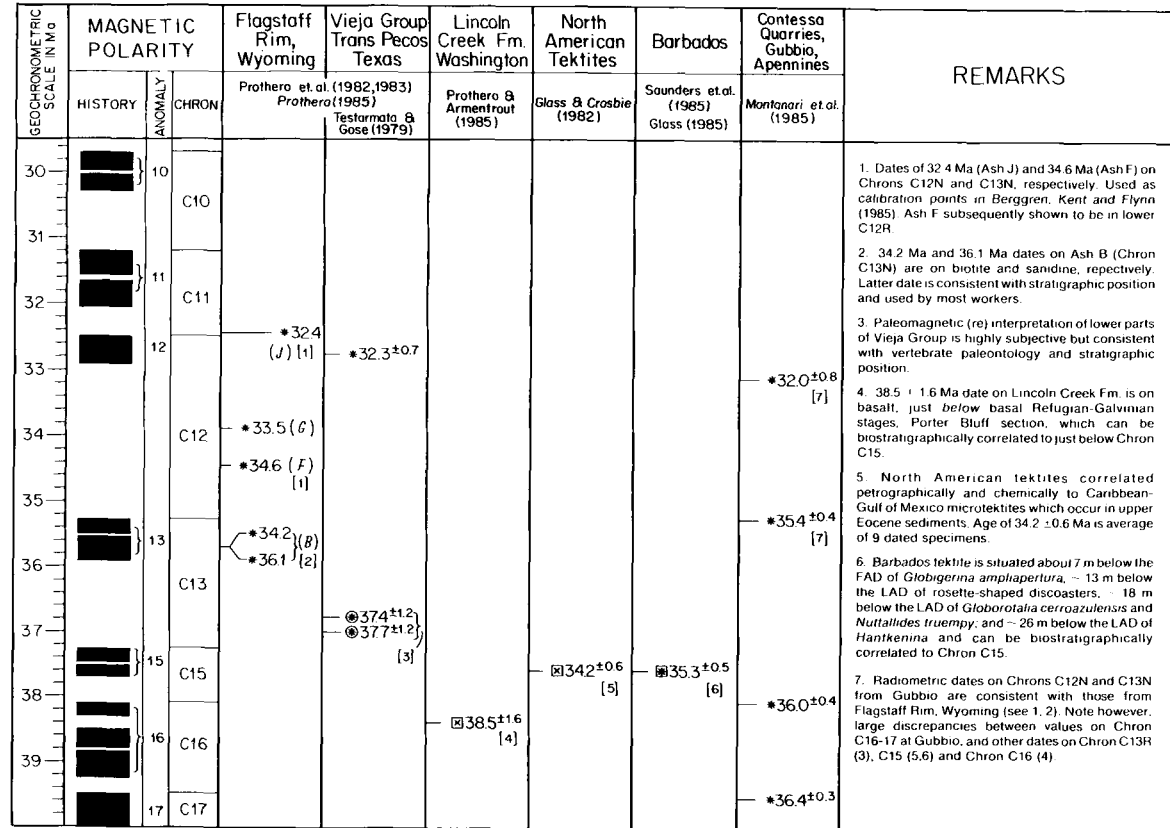 GEOCHRONOMETRIC
SCALE IN Ma
MAGNETIC
POLARITY
HISTORY
ANOMALY
CHRON
Flagstaff
Rim,
Wyoming
Vieja Group
Trans Pecos
Texas
Prothero et. al. (1982,1983)
Prothero (1985)
Testarmata &
Gose (1979)
Lincoln
Creek Fm.
Washington
Prothero &
Armentrout
(1985)
North
American
Tektites
Glass & Crosbie
(1982)
Barbados
Saunders et.al.
(1985)
Glass (1985)
Contessa
Quarries,
Gubbio,
Apennines
Montanari et.al.
(1985)
REMARKS
30
31
32
33
34
35
36
37
38
39
10
11
12
13
15
16
17
C10
C11
C12
C13
C15
C16
C17
*32.4
(J) [1]
*33.5 (G)
*34.6 (F)
[1]
*34.2
*36.1
(B)
[2]
*32.3±0.7
37.4±1.2
37.7±1.2
[3]
38.5±1.6
[4]
34.2±0.6
[5]
35.3±0.5
[6]
*32.0±0.8
[7]
*35.4±0.4
[7]
*36.0±0.4
*36.4±0.3
1. Dates of 32.4 Ma (Ash J) and 34.6 Ma (Ash F) on
Chrons C12N and C13N, respectively. Used as
calibration points in Berggren, Kent and Flynn
(1985). Ash F subsequently shown to be in lower
C12R.
2. 34.2 Ma and 36.1 Ma dates on Ash B (Chron
C13N) are on biotite and sanidine, repectively.
Latter date is consistent with stratigraphic position
and used by most workers.
3. Paleomagnetic (re) interpretation of lower parts
of Vieja Group is highly subjective but consistent
with vertebrate paleontology and stratigraphic
position.
4. 38.5 ± 1.6 Ma date on Lincoln Creek Fm. is on
basalt, just below basal Refugian-Galvinian
stages, Porter Bluff section, which can be
biostratigraphically correlated to just below Chron
C15.
5. North American tektites correlated
petrographically and chemically to Caribbean-
Gulf of Mexico microtektites which occur in upper
Eocene sediments. Age of 34.2 ±0.6 Ma is average
of 9 dated specimens.
6. Barbados tektite is situated about 7 m below the
FAD of Globigerina ampliapertura, ~ 13 m below
the LAD of rosette-shaped discoasters, ~ 18 m
below the LAD of Globorotalia cerroazulensis and
Nuttallides truempy; and ~ 26 m below the LAD of
Hantkenina and can be biostratigraphically
correlated to Chron C15.
7. Radiometric dates on Chrons C12N and C13N
from Gubbio are consistent with those from
Flagstaff Rim, Wyoming (see 1, 2). Note however,
large discrepancies between values on Chron
C16-17 at Gubbio, and other dates on Chron C13R
(3), C15 (5,6) and Chron C16 (4).